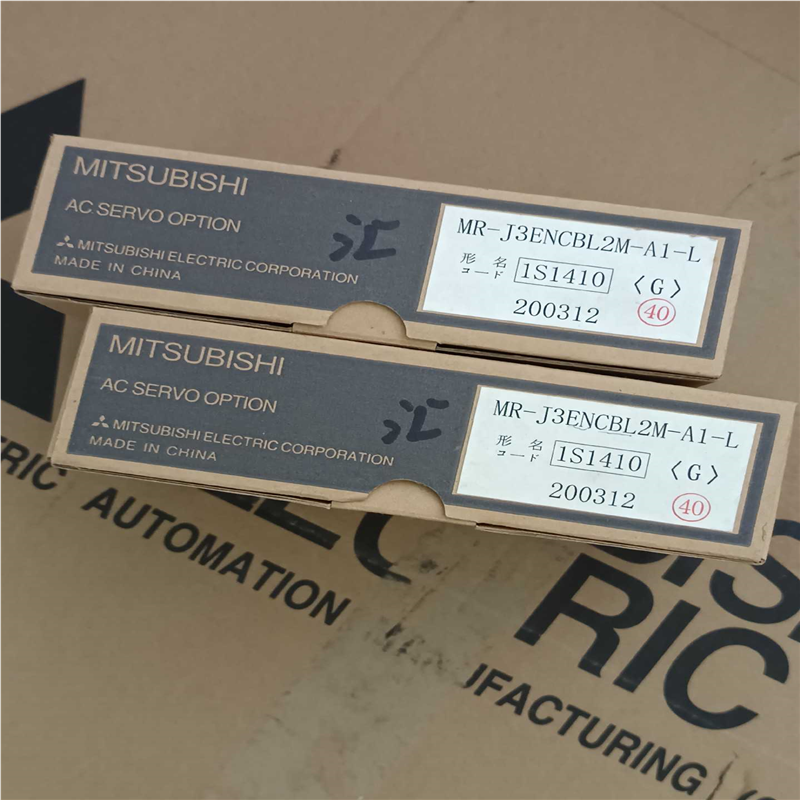 MITSUBISHI
AC SERVO OPTION
MITSUBISHI ELECTRIC CORPORATION
MADE IN CHINA
汇
MR-J3ENCBL2M-A1-L
形 名
コード
1S1410
〈G〉
200312
40
MITSUBISHI
AC SERVO OPTION
MITSUBISHI ELECTRIC CORPORATION
MADE IN CHINA
汇
MR-J3ENCBL2M-A1-L
形 名
コード
1S1410
〈G〉
200312
40
RIC AUTOMATION
RIC
UFACTURING